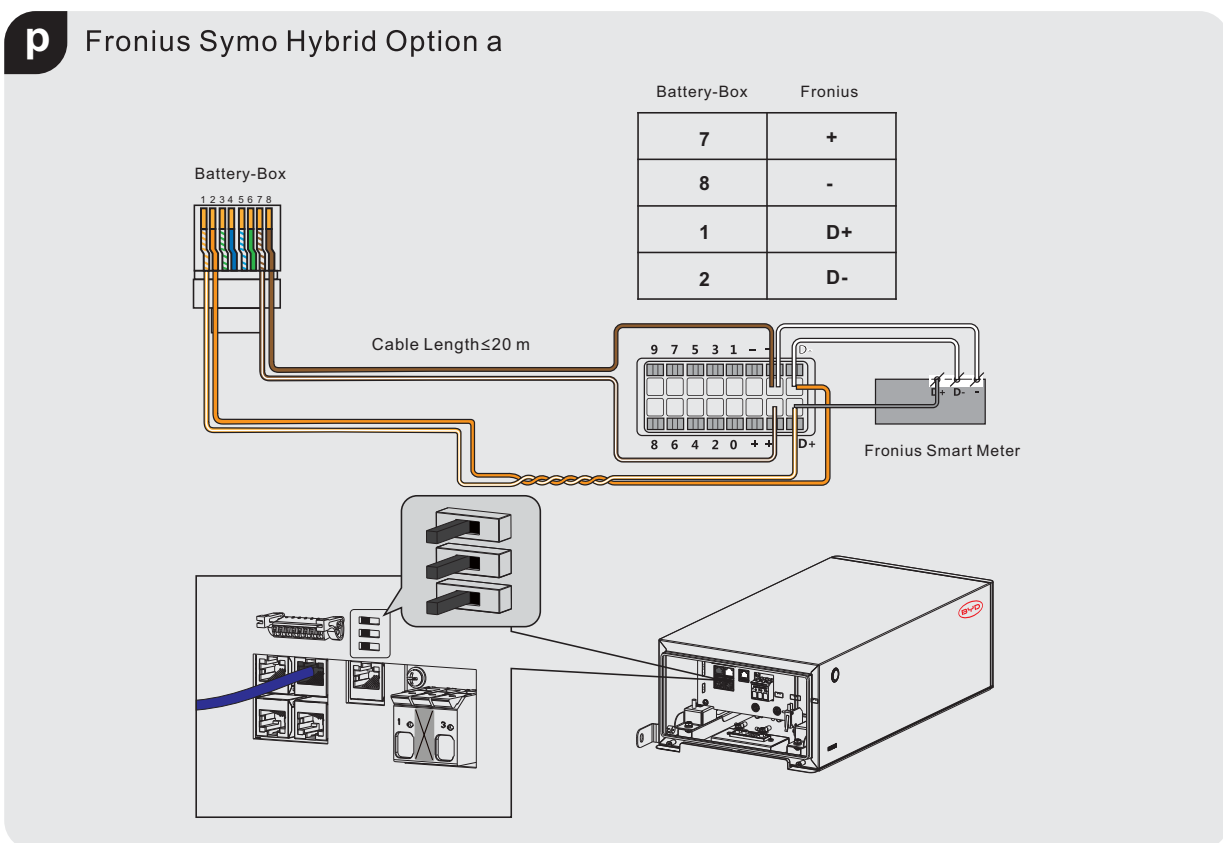 p Fronius Symo Hybrid Option a
Battery-Box Fronius
7 +
8 -
1 D+
2 D-
Battery-Box
1 2 3 4 5 6 7 8
Cable Length≤20 m
9 7 5 3 1 – – D-
8 6 4 2 0 + + D+
D+ D- -
Fronius Smart Meter
BYD
1 3